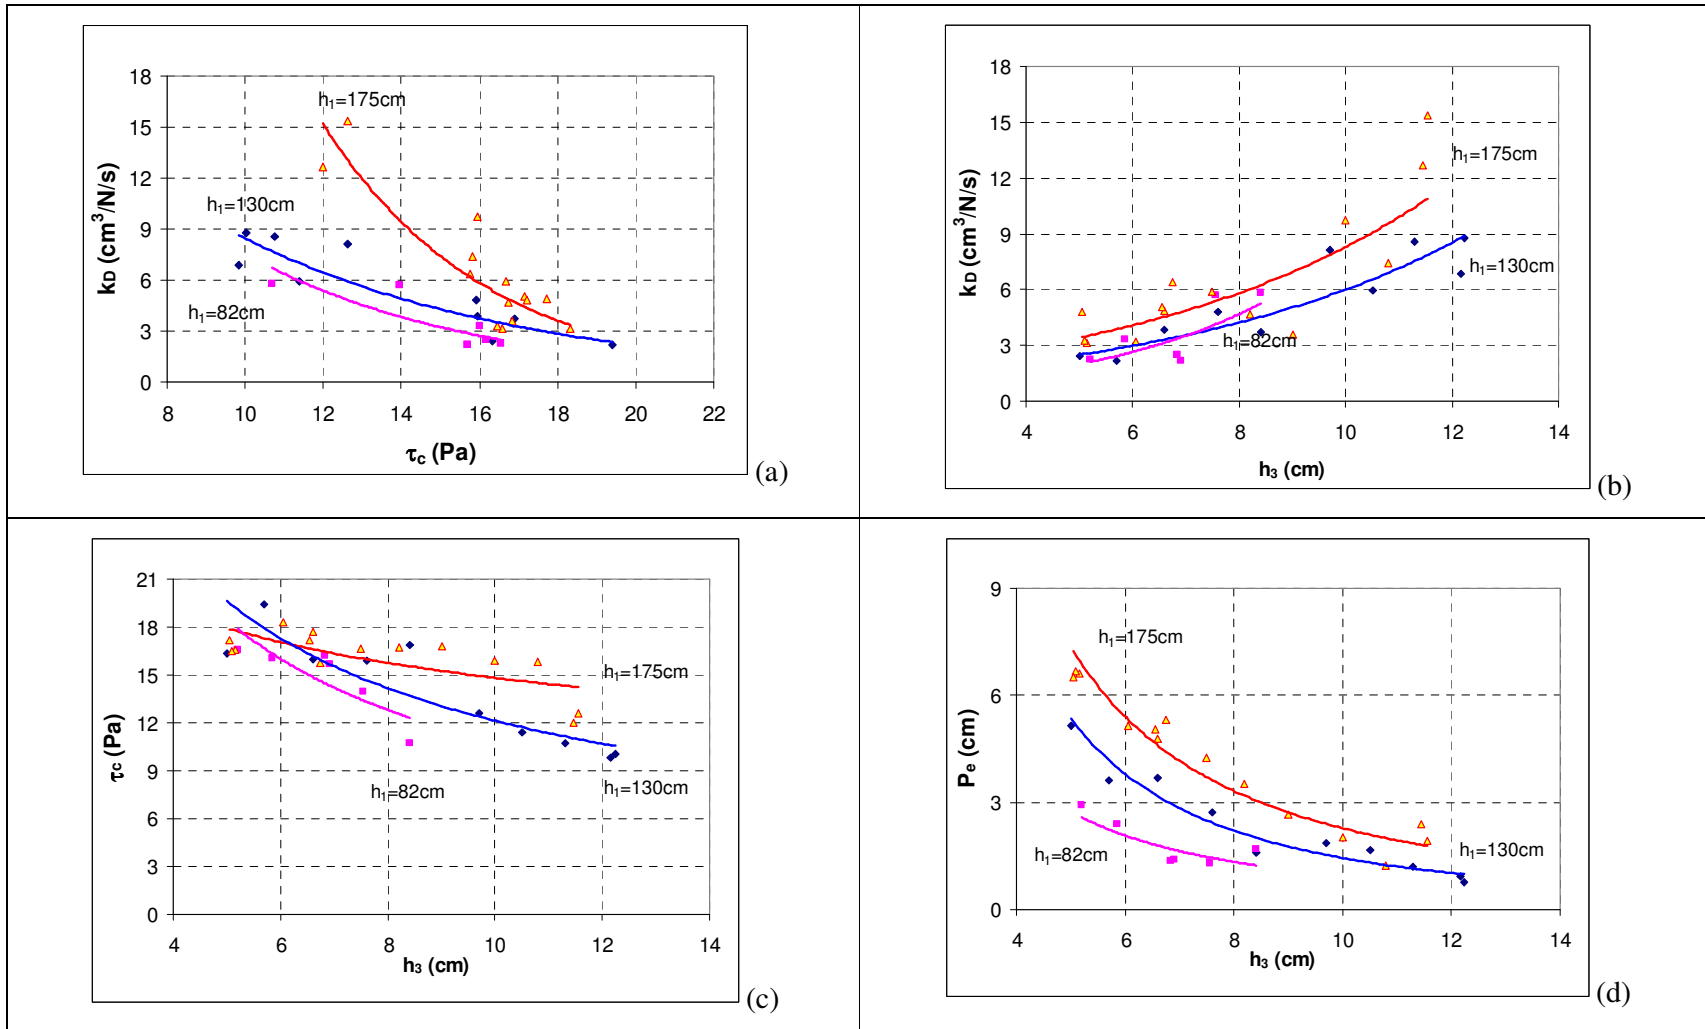 18
15
12
9
6
3
0
kD (cm³/N/s)
h₁=175cm
h₁=130cm
h₁=82cm
8 10 12 14 16 18 20 22
τc (Pa)
(a)
18
15
12
9
6
3
0
kD (cm³/N/s)
h₁=175cm
h₁=130cm
h₁=82cm
4 6 8 10 12 14
h₃ (cm)
(b)
21
18
15
12
9
6
3
0
τc (Pa)
h₁=175cm
h₁=82cm
h₁=130cm
4 6 8 10 12 14
h₃ (cm)
(c)
9
6
3
0
Pe (cm)
h₁=175cm
h₁=82cm
h₁=130cm
4 6 8 10 12 14
h₃ (cm)
(d)